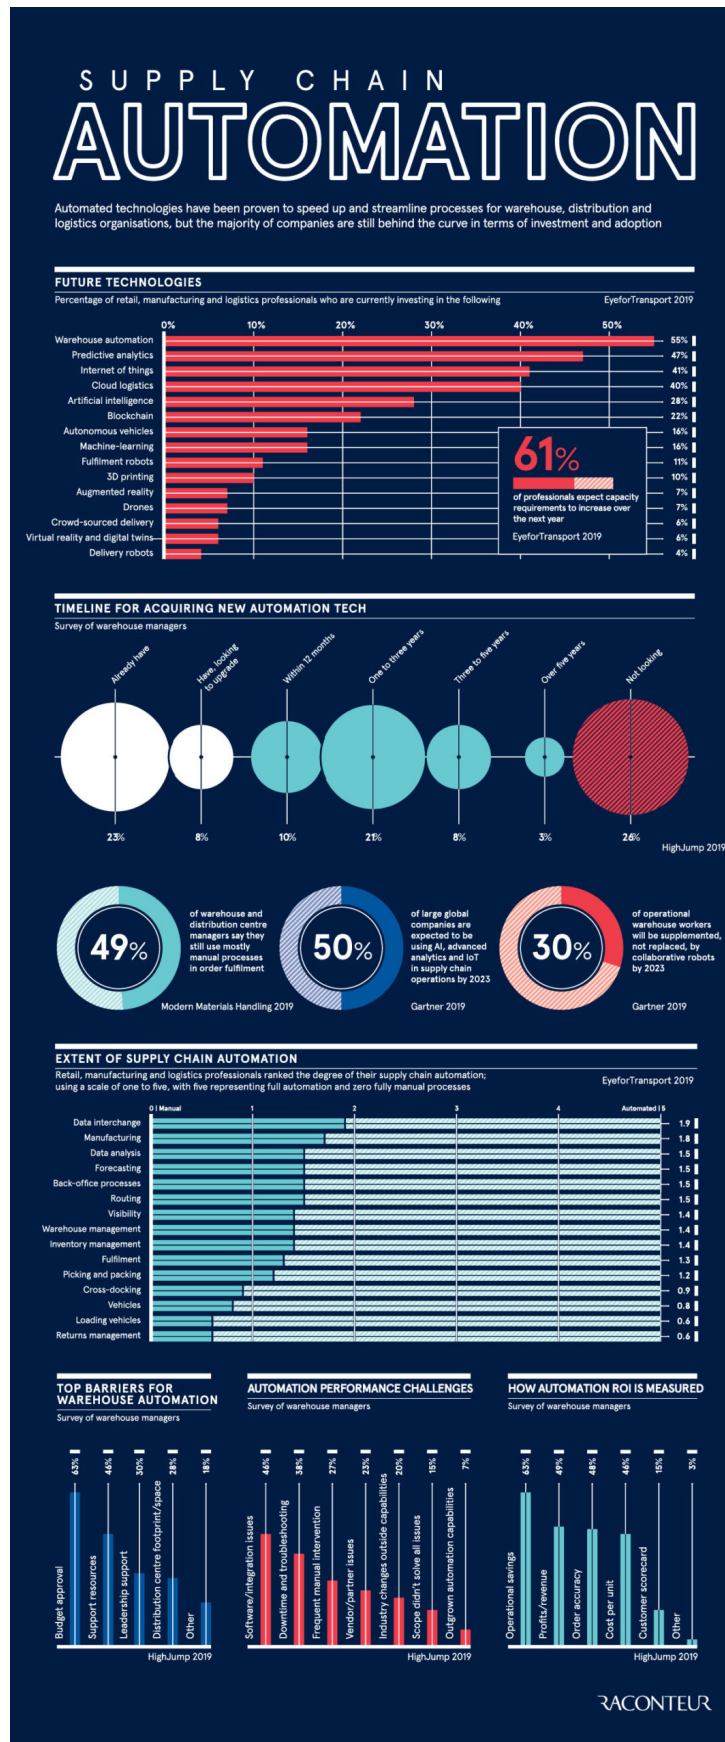 SUPPLY CHAIN
AUTOMATION
Automated technologies have been proven to speed up and streamline processes for warehouse, distribution and
logistics organisations, but the majority of companies are still behind the curve in terms of investment and adoption
FUTURE TECHNOLOGIES
Percentage of retail, manufacturing and logistics professionals who are currently investing in the following
EyeforTransport 2019
0% 10% 20% 30% 40% 50%
Warehouse automation 55%
Predictive analytics 47%
Internet of things 41%
Cloud logistics 40%
Artificial intelligence 28%
Blockchain 22%
Autonomous vehicles 16%
Machine-learning 16%
Fulfilment robots 11%
3D printing 10%
Augmented reality 7%
Drones 7%
Crowd-sourced delivery 6%
Virtual reality and digital twins 6%
Delivery robots 4%
61%
of professionals expect capacity
requirements to increase over
the next year
EyeforTransport 2019
TIMELINE FOR ACQUIRING NEW AUTOMATION TECH
Survey of warehouse managers
Already have
Have, looking
to upgrade
Within 12 months
One to three years
Three to five years
Over five years
Not looking
23% 8% 10% 21% 8% 3% 26%
HighJump 2019
49%
of warehouse and
distribution centre
managers say they
still use mostly
manual processes
in order fulfilment
Modern Materials Handling 2019
50%
of large global
companies are
expected to be
using AI, advanced
analytics and IoT
in supply chain
operations by 2023
Gartner 2019
30%
of operational
warehouse workers
will be supplemented,
not replaced, by
collaborative robots
by 2023
Gartner 2019
EXTENT OF SUPPLY CHAIN AUTOMATION
Retail, manufacturing and logistics professionals ranked the degree of their supply chain automation;
using a scale of one to five, with five representing full automation and zero fully manual processes
EyeforTransport 2019
0 | Manual 1 2 3 4 Automated | 5
Data interchange 1.9
Manufacturing 1.8
Data analysis 1.5
Forecasting 1.5
Back-office processes 1.5
Routing 1.5
Visibility 1.4
Warehouse management 1.4
Inventory management 1.4
Fulfilment 1.3
Picking and packing 1.2
Cross-docking 0.9
Vehicles 0.8
Loading vehicles 0.6
Returns management 0.6
TOP BARRIERS FOR
WAREHOUSE AUTOMATION
Survey of warehouse managers
63% 46% 30% 28% 18%
Budget approval
Support resources
Leadership support
Distribution centre footprint/space
Other
HighJump 2019
AUTOMATION PERFORMANCE CHALLENGES
Survey of warehouse managers
46% 38% 27% 23% 20% 15% 7%
Software/integration issues
Downtime and troubleshooting
Frequent manual intervention
Vendor/partner issues
Industry changes outside capabilities
Scope didn't solve all issues
Outgrown automation capabilities
HighJump 2019
HOW AUTOMATION ROI IS MEASURED
Survey of warehouse managers
63% 49% 48% 46% 15% 3%
Operational savings
Profits/revenue
Order accuracy
Cost per unit
Customer scorecard
Other
HighJump 2019
RACONTEUR